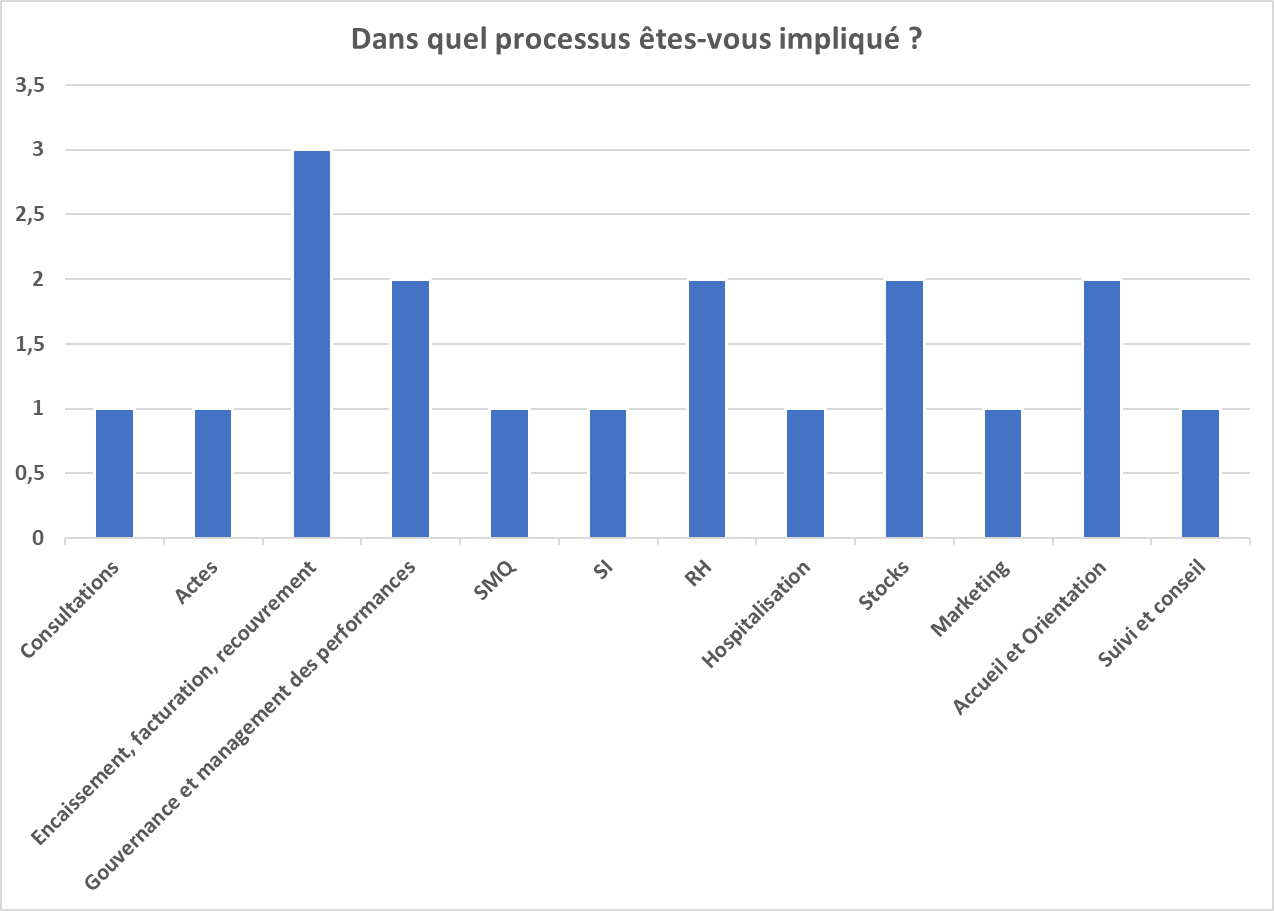 Dans quel processus êtes-vous impliqué ?
3,5
3
2,5
2
1,5
1
0,5
0
Consultations
Actes
Encaissement, facturation, recouvrement
Gouvernance et management des performances
SMQ
SI
RH
Hospitalisation
Stocks
Marketing
Accueil et Orientation
Suivi et conseil